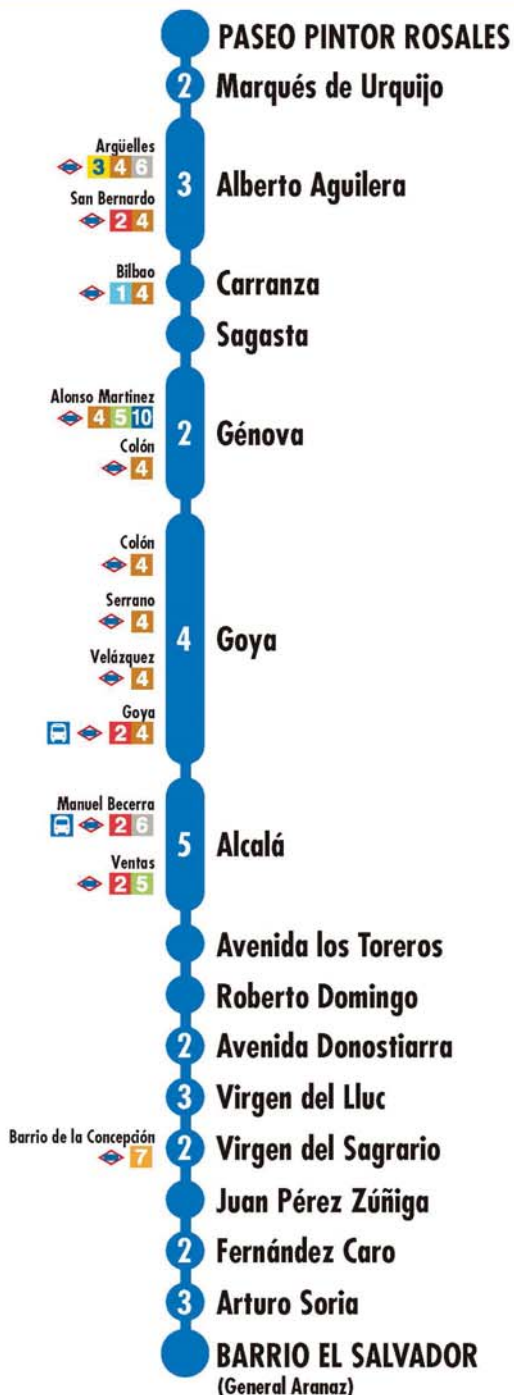 PASEO PINTOR ROSALES
2 Marqués de Urquijo
Argüelles
3 4 6
3 Alberto Aguilera
San Bernardo
2 4
Bilbao
1 4
Carranza
Sagasta
Alonso Martinez
4 5 10
2 Génova
Colón
4
Colón
4
Serrano
4
4 Goya
Velázquez
4
Goya
2 4
Manuel Becerra
2 6
5 Alcalá
Ventas
2 5
Avenida los Toreros
Roberto Domingo
2 Avenida Donostiarra
3 Virgen del Lluc
Barrio de la Concepción
7
2 Virgen del Sagrario
Juan Pérez Zúñiga
2 Fernández Caro
3 Arturo Soria
BARRIO EL SALVADOR
(General Aranaz)